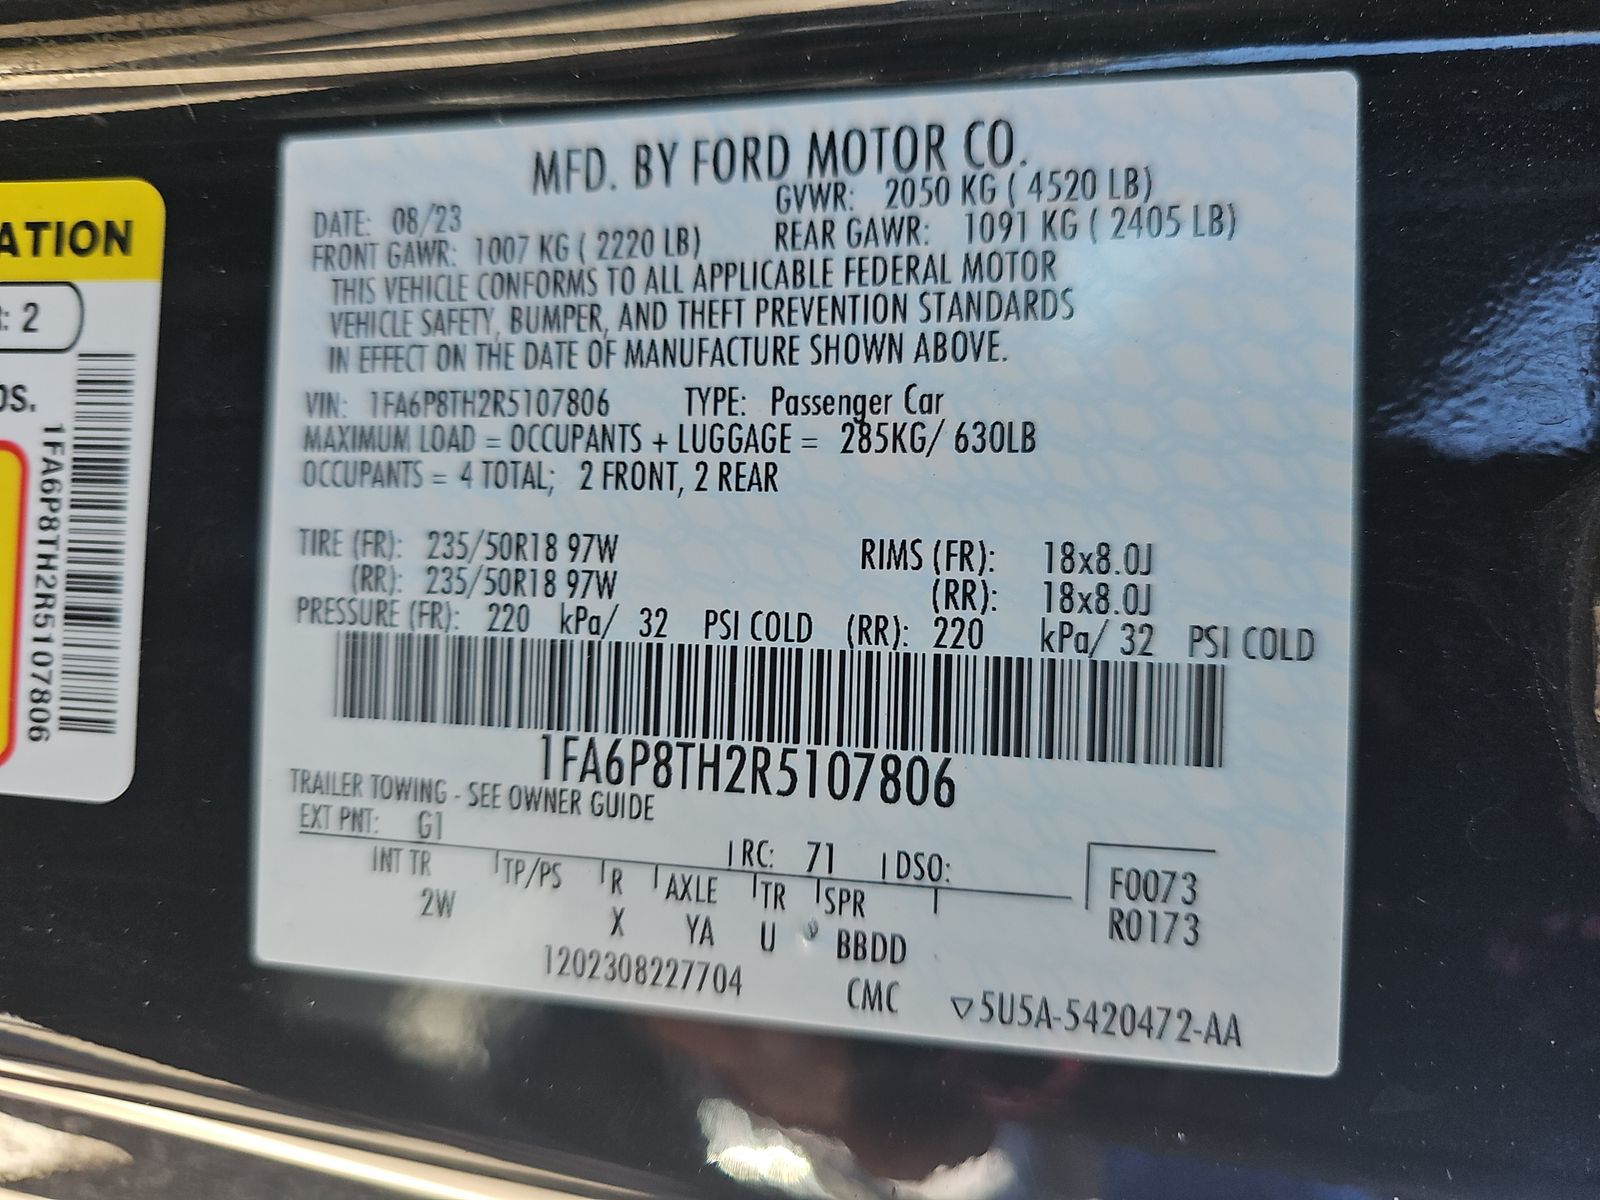 ATION
: 2
OS.
1FA6P8TH2R5107806
MFD. BY FORD MOTOR CO.
DATE: 08/23 GVWR: 2050 KG ( 4520 LB)
FRONT GAWR: 1007 KG ( 2220 LB) REAR GAWR: 1091 KG ( 2405 LB)
THIS VEHICLE CONFORMS TO ALL APPLICABLE FEDERAL MOTOR
VEHICLE SAFETY, BUMPER, AND THEFT PREVENTION STANDARDS
IN EFFECT ON THE DATE OF MANUFACTURE SHOWN ABOVE.
VIN: 1FA6P8TH2R5107806 TYPE: Passenger Car
MAXIMUM LOAD = OCCUPANTS + LUGGAGE = 285KG/ 630LB
OCCUPANTS = 4 TOTAL; 2 FRONT, 2 REAR
TIRE (FR): 235/50R18 97W RIMS (FR): 18x8.0J
(RR): 235/50R18 97W (RR): 18x8.0J
PRESSURE (FR): 220 kPa/ 32 PSI COLD (RR): 220 kPa/ 32 PSI COLD
1FA6P8TH2R5107806
TRAILER TOWING - SEE OWNER GUIDE
EXT PNT: G1 RC: 71 DSO:
INT TR TP/PS R AXLE TR SPR F0073
2W X YA U BBDD R0173
1202308227704 CMC ▽5U5A-5420472-AA